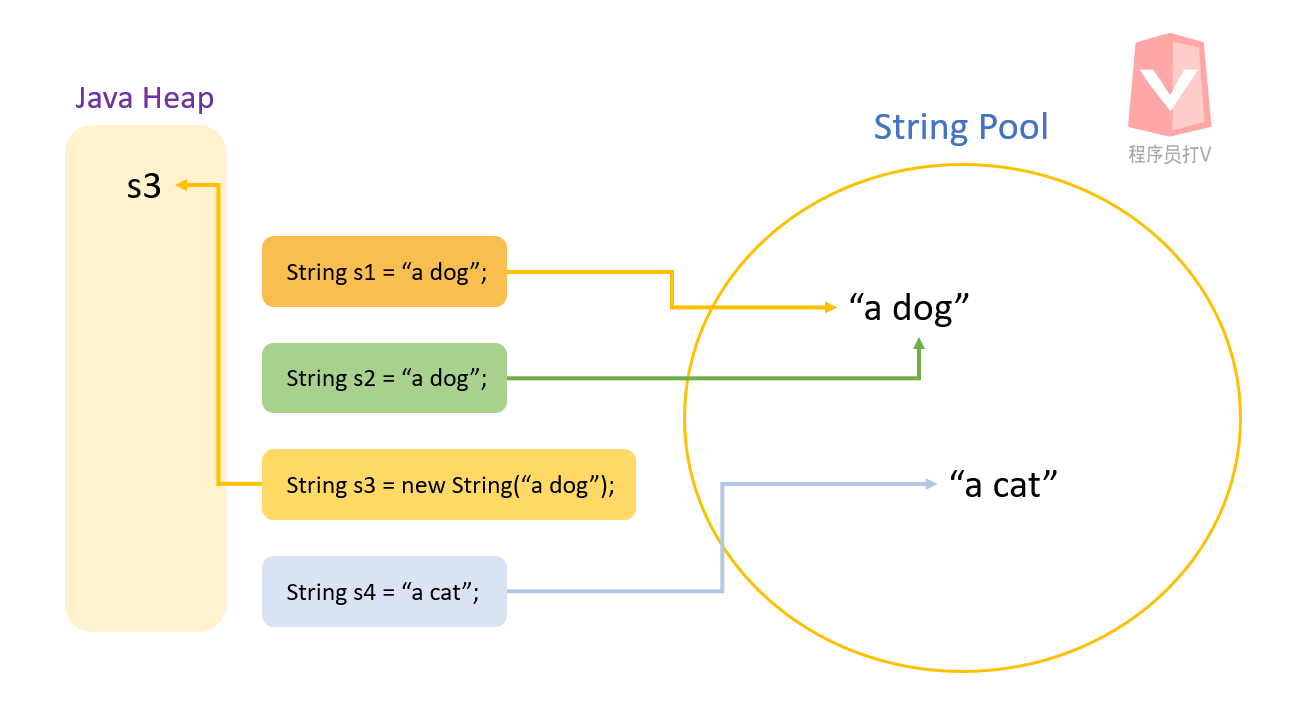 Java Heap
String Pool
程序员打V
s3
String s1 = “a dog”;
“a dog”
String s2 = “a dog”;
String s3 = new String(“a dog”);
“a cat”
String s4 = “a cat”;